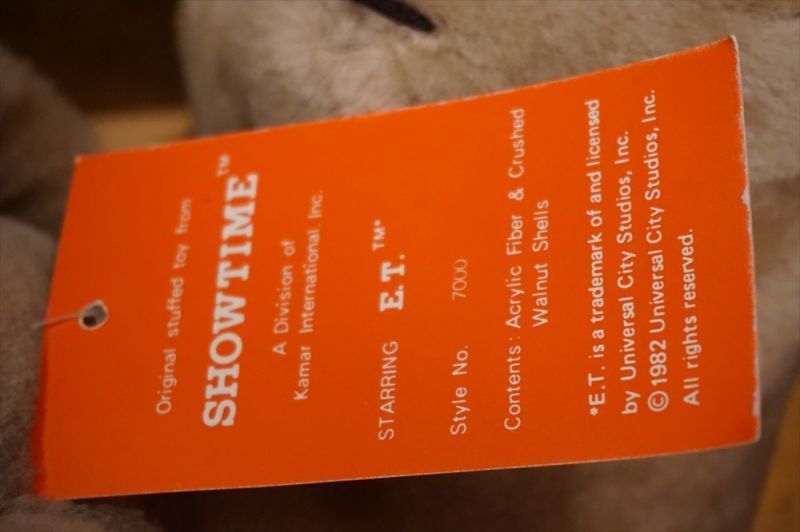 Original stuffed toy from
SHOWTIME™
A Division of
Kamar International, Inc.
STARRING E.T.™*
Style No. 7000
Contents: Acrylic Fiber & Crushed
Walnut Shells
*E.T. is a trademark of and licensed
by Universal City Studios, Inc.
©1982 Universal City Studios, Inc.
All rights reserved.